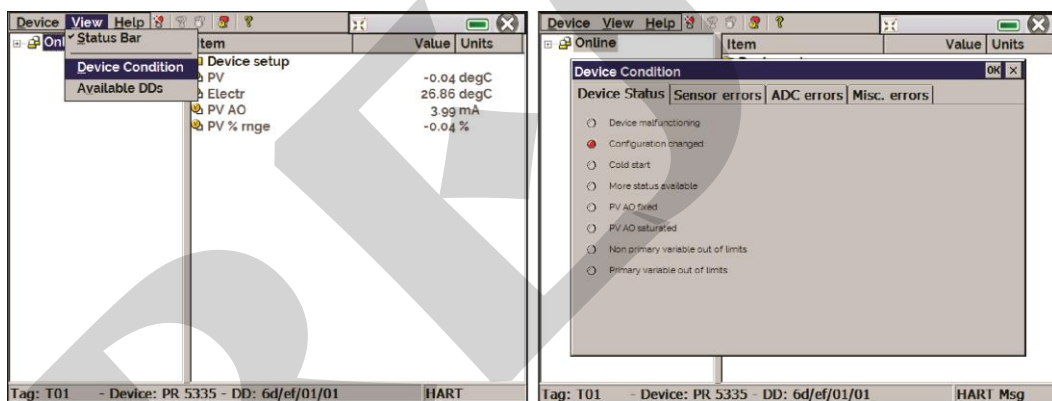 Device View Help
Status Bar
Device Condition
Available DDs
Onl
tem Value Units
Device setup
PV -0.04 degC
Electr 26.86 degC
PV AO 3.99 mA
PV % rnge -0.04 %
Tag: T01 - Device: PR 5335 - DD: 6d/ef/01/01 HART
Device View Help
Online Item Value Units
Device Condition OK
Device Status Sensor errors ADC errors Misc. errors
Device malfunctioning
Configuration changed
Cold start
More status available
PV AO fixed
PV AO saturated
Non primary variable out of limits
Primary variable out of limits
Tag: T01 - Device: PR 5335 - DD: 6d/ef/01/01 HART Msg